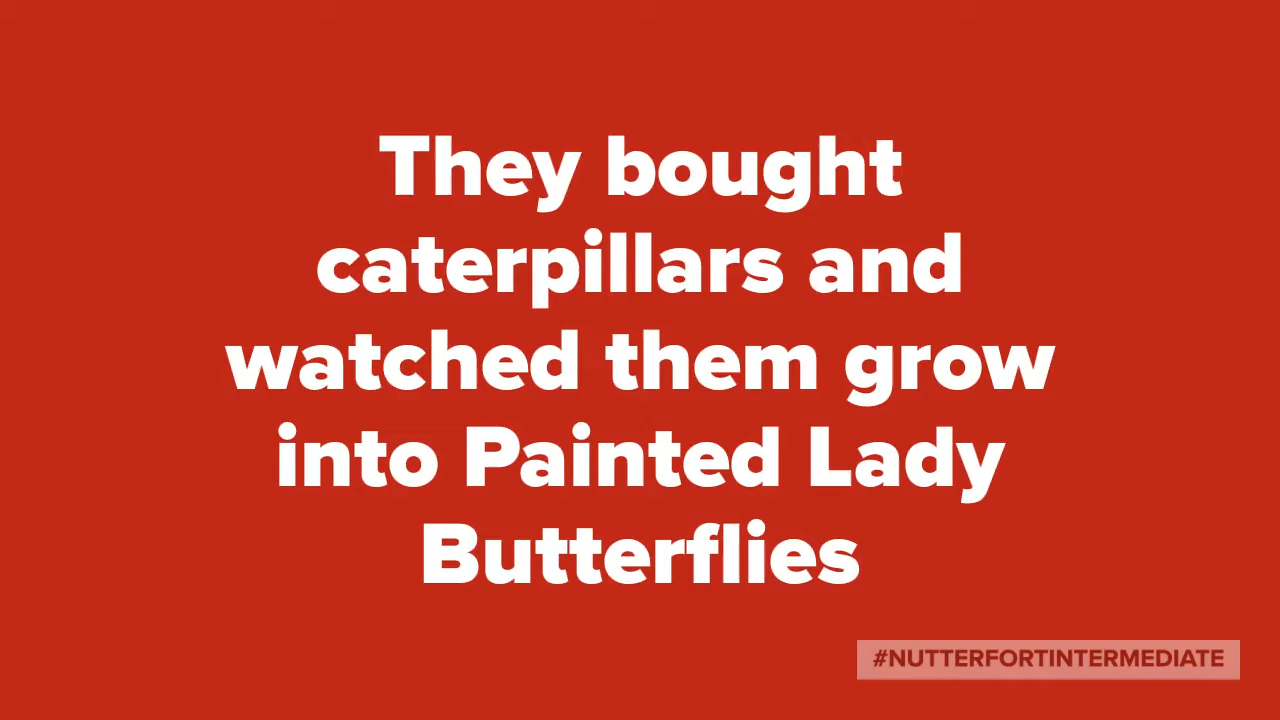 They bought
caterpillars and
watched them grow
into Painted Lady
Butterflies
#NUTTERFORTINTERMEDIATE